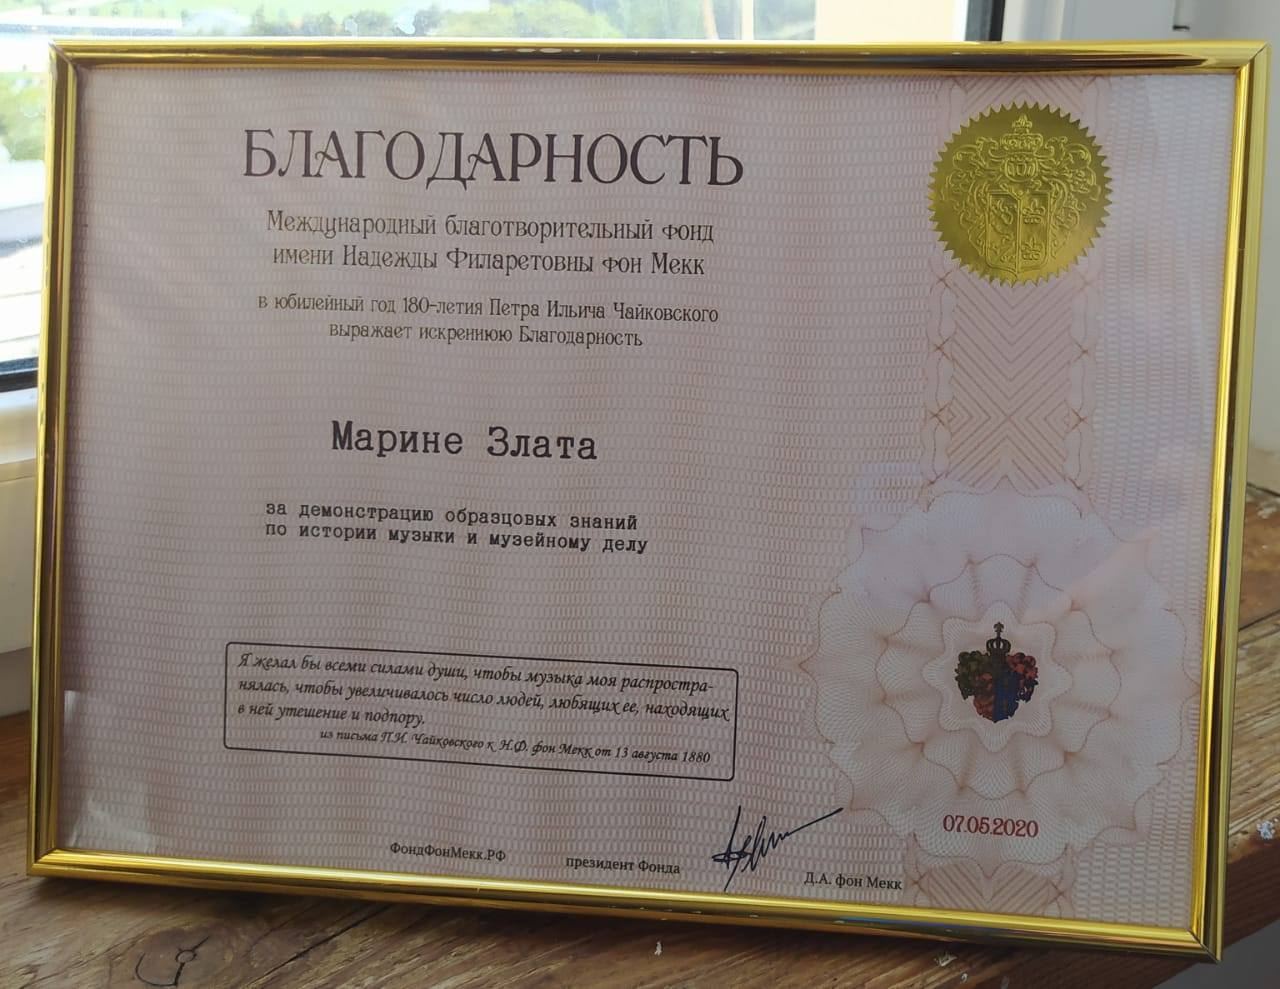 БЛАГОДАРНОСТЬ
Международный благотворительный фонд
имени Надежды Филаретовны фон Мекк
в юбилейный год 180-летия Петра Ильича Чайковского
выражает искреннюю Благодарность
Марине Злата
за демонстрацию образцовых знаний
по истории музыки и музейному делу
Я желал бы всеми силами души, чтобы музыка моя распростра-
нялась, чтобы увеличивалось число людей, любящих ее, находящих
в ней утешение и подпору.
из письма П.И. Чайковского к Н.Ф. фон Мекк от 13 августа 1880
07.05.2020
ФондФонМекк.РФ
президент Фонда
Д.А. фон Мекк